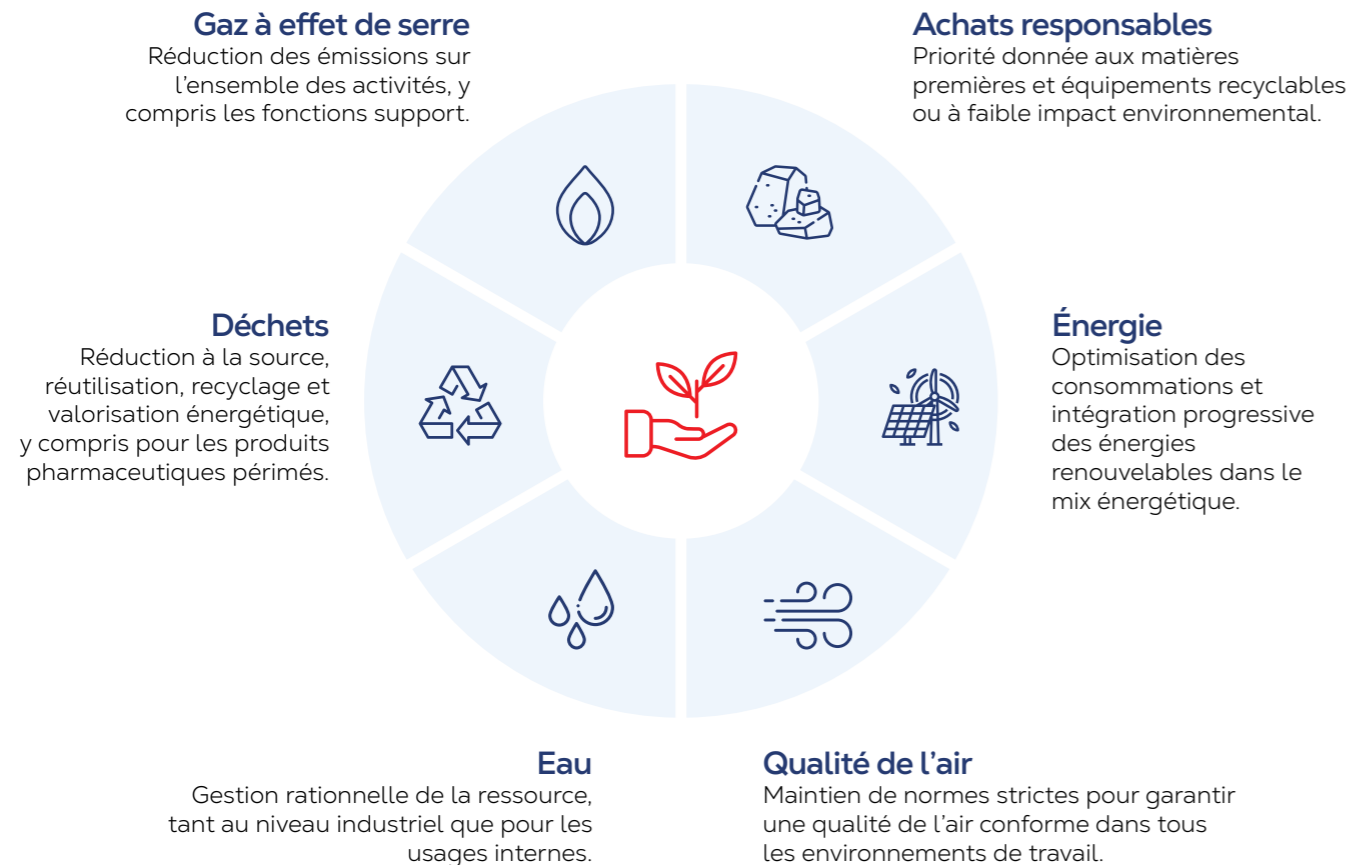 Gaz à effet de serre
Réduction des émissions sur
l'ensemble des activités, y
compris les fonctions support.
Achats responsables
Priorité donnée aux matières
premières et équipements recyclables
ou à faible impact environnemental.
Déchets
Réduction à la source,
réutilisation, recyclage et
valorisation énergétique,
y compris pour les produits
pharmaceutiques périmés.
Énergie
Optimisation des
consommations et
intégration progressive
des énergies
renouvelables dans le
mix énergétique.
Eau
Gestion rationnelle de la ressource,
tant au niveau industriel que pour les
usages internes.
Qualité de l'air
Maintien de normes strictes pour garantir
une qualité de l'air conforme dans tous
les environnements de travail.